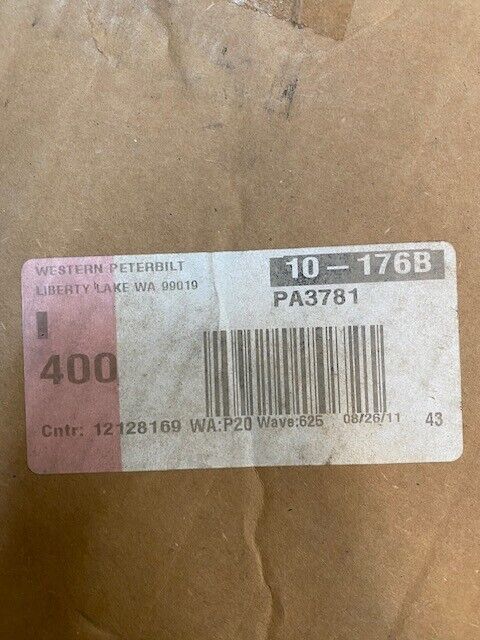 WESTERN PETERBILT
LIBERTY LAKE WA 99019
10 - 176B
PA3781
I
400
Cntr: 12128169 WA:P20 Wave:625 08/26/11 43